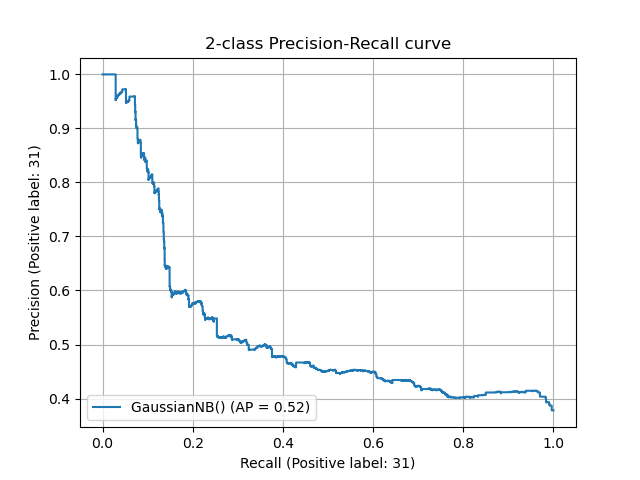 2-class Precision-Recall curve
Precision (Positive label: 31)
1.0
0.9
0.8
0.7
0.6
0.5
0.4
GaussianNB() (AP = 0.52)
0.0 0.2 0.4 0.6 0.8 1.0
Recall (Positive label: 31)